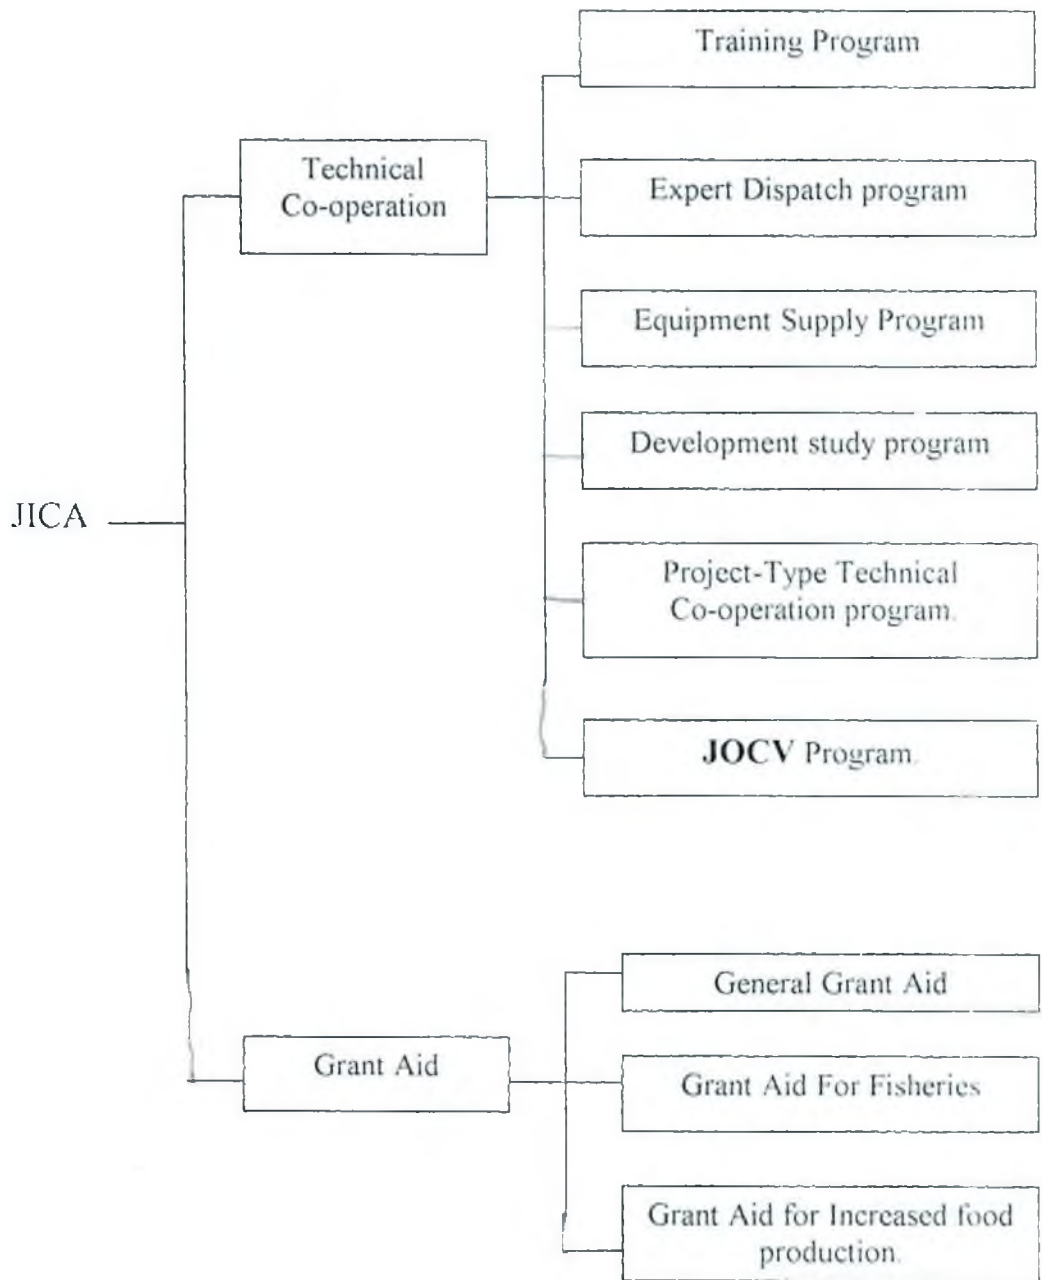 Training Program
Technical
Co-operation
Expert Dispatch program
Equipment Supply Program
Development study program
JICA
Project-Type Technical
Co-operation program.
JOCV Program.
General Grant Aid
Grant Aid
Grant Aid For Fisheries
Grant Aid for Increased food
production.